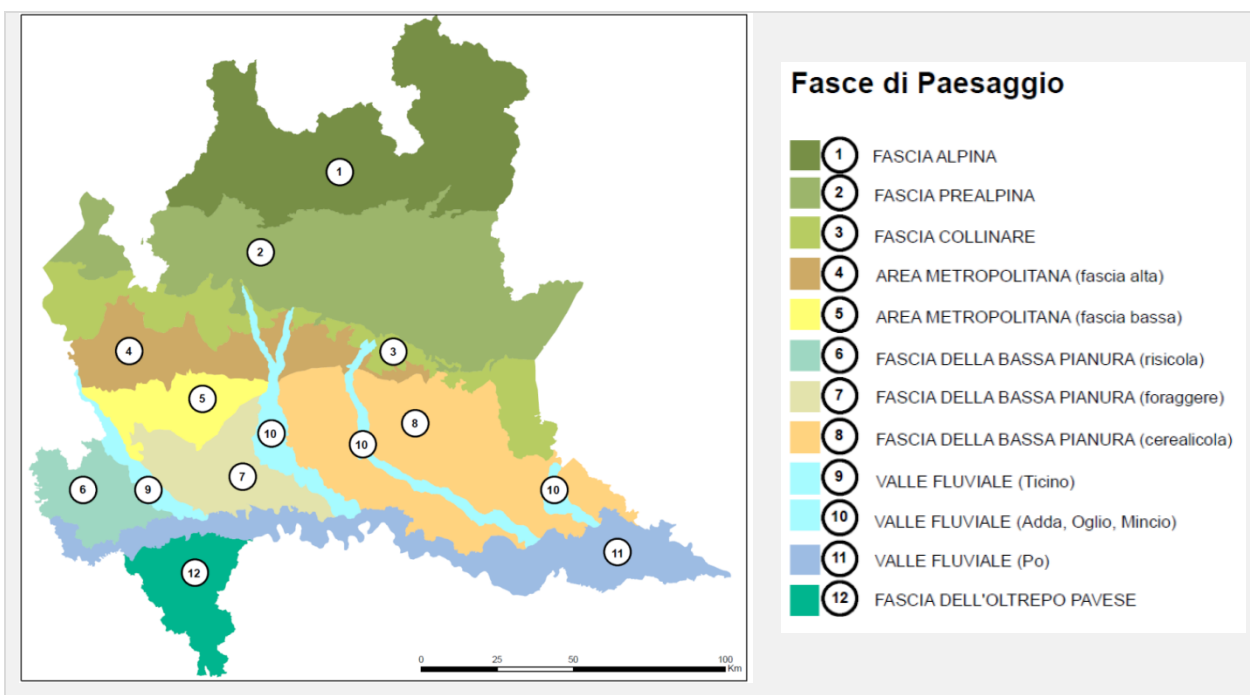 1
2
3
4
5
10
8
10
7
6
9
10
11
12
0 25 50 100
Km
Fasce di Paesaggio
1 FASCIA ALPINA
2 FASCIA PREALPINA
3 FASCIA COLLINARE
4 AREA METROPOLITANA (fascia alta)
5 AREA METROPOLITANA (fascia bassa)
6 FASCIA DELLA BASSA PIANURA (risicola)
7 FASCIA DELLA BASSA PIANURA (foraggere)
8 FASCIA DELLA BASSA PIANURA (cerealicola)
9 VALLE FLUVIALE (Ticino)
10 VALLE FLUVIALE (Adda, Oglio, Mincio)
11 VALLE FLUVIALE (Po)
12 FASCIA DELL'OLTREPO PAVESE